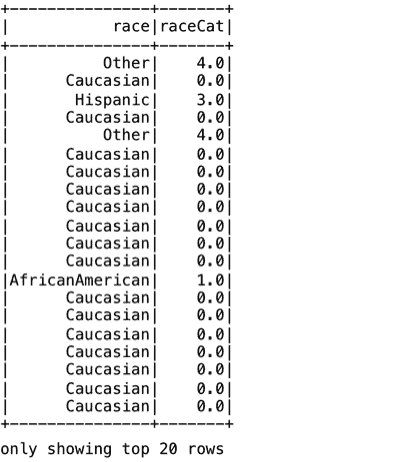 +---------------+-------+
|           race|raceCat|
+---------------+-------+
|          Other|    4.0|
|      Caucasian|    0.0|
|       Hispanic|    3.0|
|      Caucasian|    0.0|
|          Other|    4.0|
|      Caucasian|    0.0|
|      Caucasian|    0.0|
|      Caucasian|    0.0|
|      Caucasian|    0.0|
|      Caucasian|    0.0|
|      Caucasian|    0.0|
|      Caucasian|    0.0|
|AfricanAmerican|    1.0|
|      Caucasian|    0.0|
|      Caucasian|    0.0|
|      Caucasian|    0.0|
|      Caucasian|    0.0|
|      Caucasian|    0.0|
|      Caucasian|    0.0|
|      Caucasian|    0.0|
+---------------+-------+
only showing top 20 rows